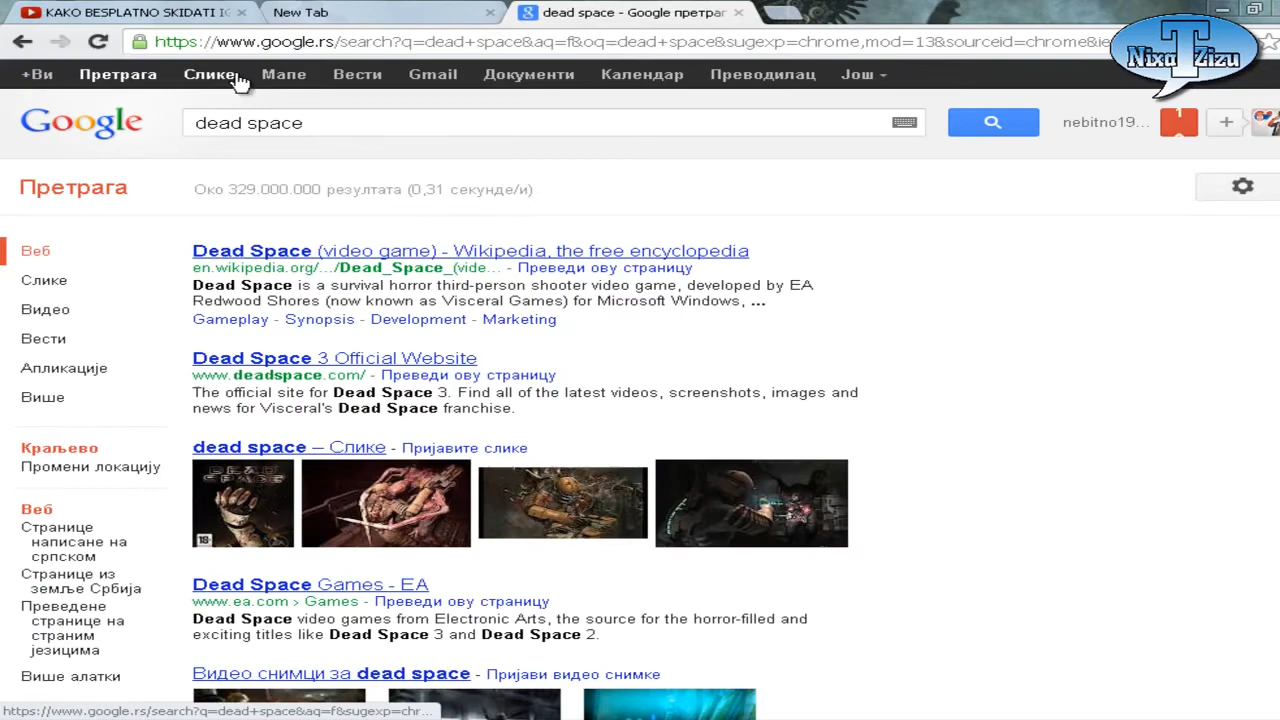 KAKO BESPLATNO SKIDATI IG
New Tab
dead space - Google претраг
https://www.google.rs/search?q=dead+space&aq=f&oq=dead+space&sugexp=chrome,mod=13&sourceid=chrome&ie
Nixa T Zizu
+Ви Претрага Слике Мапе Вести Gmail Документи Календар Преводилац Још
Google
dead space
nebitno19...
1
+
Претрага
Око 329.000.000 резултата (0,31 секунде/и)
Веб
Слике
Видео
Вести
Апликације
Више
Краљево
Промени локацију
Веб
Странице
написане на
српском
Странице из
земље Србија
Преведене
странице на
страним
језицима
Више алатки
Dead Space (video game) - Wikipedia, the free encyclopedia
en.wikipedia.org/.../Dead_Space_(vide... - Преведи ову страницу
Dead Space is a survival horror third-person shooter video game, developed by EA
Redwood Shores (now known as Visceral Games) for Microsoft Windows, ...
Gameplay - Synopsis - Development - Marketing
Dead Space 3 Official Website
www.deadspace.com/ - Преведи ову страницу
The official site for Dead Space 3. Find all of the latest videos, screenshots, images and
news for Visceral's Dead Space franchise.
dead space – Слике - Пријавите слике
DEAD SPACE
18+
Dead Space Games - EA
www.ea.com › Games - Преведи ову страницу
Dead Space video games from Electronic Arts, the source for the horror-filled and
exciting titles like Dead Space 3 and Dead Space 2.
Видео снимци за dead space - Пријави видео снимке
https://www.google.rs/search?q=dead+space&aq=f&sugexp=chr...